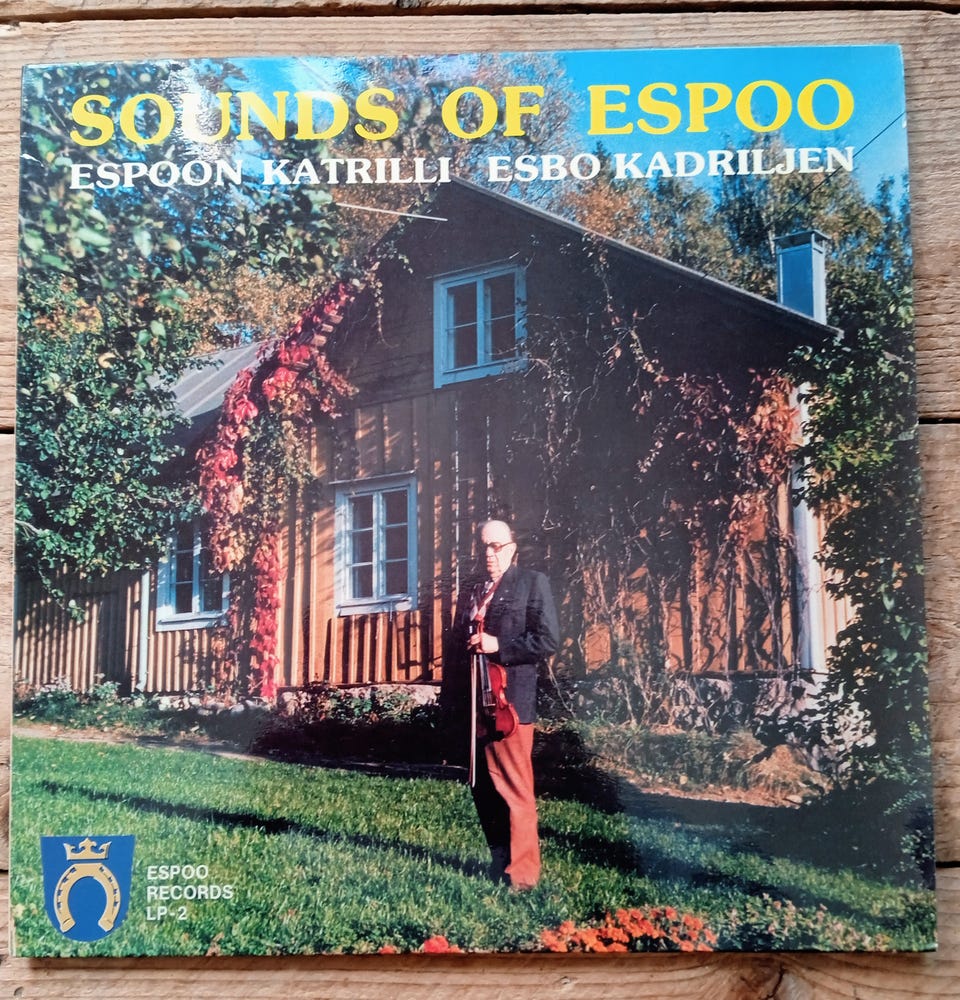 SOUNDS OF ESPOO
ESPOON KATRILLI ESBO KADRILJEN
ESPOO
RECORDS
LP-2